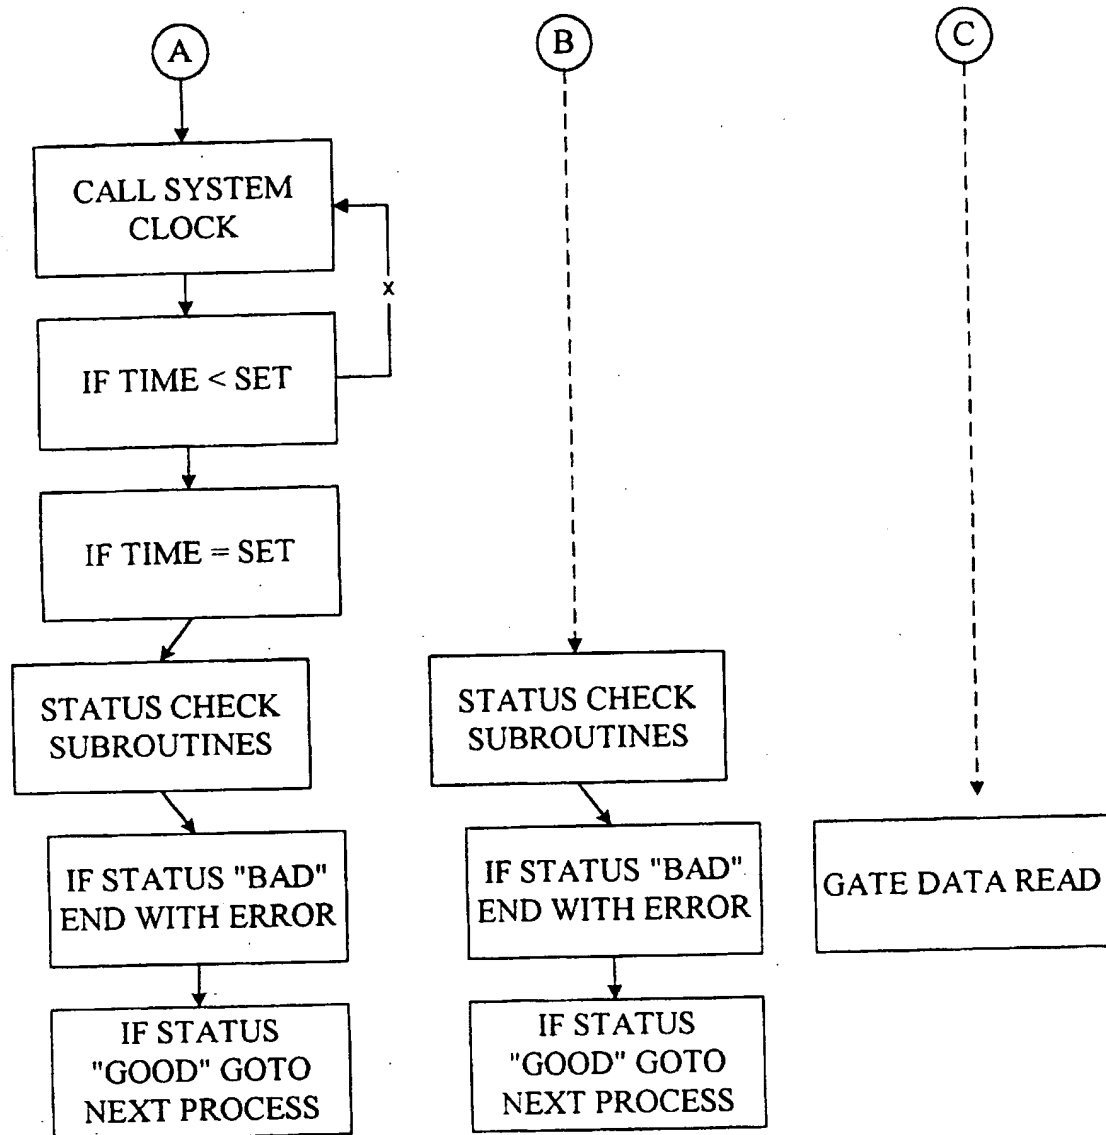 A
B
C
CALL SYSTEM
CLOCK
x
IF TIME < SET
IF TIME = SET
STATUS CHECK
SUBROUTINES
IF STATUS "BAD"
END WITH ERROR
IF STATUS
"GOOD" GOTO
NEXT PROCESS
STATUS CHECK
SUBROUTINES
IF STATUS "BAD"
END WITH ERROR
IF STATUS
"GOOD" GOTO
NEXT PROCESS
GATE DATA READ